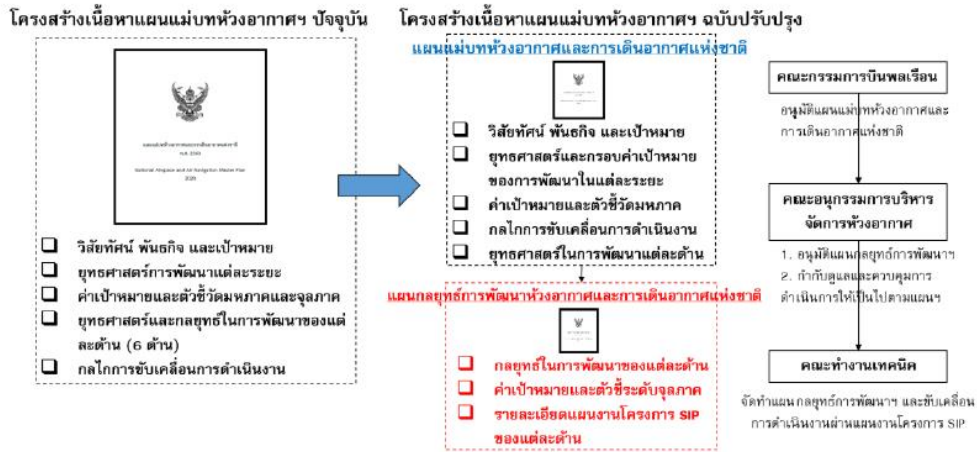 โครงสร้างเนื้อหาแผนแม่บทห้วงอากาศฯ ปัจจุบัน
แผนแม่บทห้วงอากาศและการเดินอากาศแห่งชาติ
National Airspace and Air Navigation Master Plan
วิสัยทัศน์ พันธกิจ และเป้าหมาย
ยุทธศาสตร์การพัฒนาแต่ละระยะ
ค่าเป้าหมายและตัวชี้วัดมหภาคและจุลภาค
ยุทธศาสตร์และกลยุทธ์ในการพัฒนาของแต่
ละด้าน (6 ด้าน)
กลไกการขับเคลื่อนการดำเนินงาน
โครงสร้างเนื้อหาแผนแม่บทห้วงอากาศฯ ฉบับปรับปรุง
แผนแม่บทห้วงอากาศและการเดินอากาศแห่งชาติ
วิสัยทัศน์ พันธกิจ และเป้าหมาย
ยุทธศาสตร์และกรอบค่าเป้าหมาย
ของการพัฒนาในแต่ละระยะ
ค่าเป้าหมายและตัวชี้วัดมหภาค
กลไกการขับเคลื่อนการดำเนินงาน
ยุทธศาสตร์ในการพัฒนาแต่ละด้าน
แผนกลยุทธ์การพัฒนาห้วงอากาศและการเดินอากาศแห่งชาติ
กลยุทธ์ในการพัฒนาของแต่ละด้าน
ค่าเป้าหมายและตัวชี้ระดับจุลภาค
รายละเอียดแผนงานโครงการ SIP
ของแต่ละด้าน
คณะกรรมการบินพลเรือน
อนุมัติแผนแม่บทห้วงอากาศและ
การเดินอากาศแห่งชาติ
คณะอนุกรรมการบริหาร
จัดการห้วงอากาศ
1. อนุมัติแผนกลยุทธ์การพัฒนาฯ
2. กำกับดูแลและควบคุมการ
ดำเนินการให้เป็นไปตามแผนฯ
คณะทำงานเทคนิค
จัดทำแผนกลยุทธ์การพัฒนาฯ และขับเคลื่อน
การดำเนินงานผ่านแผนงานโครงการ SIP